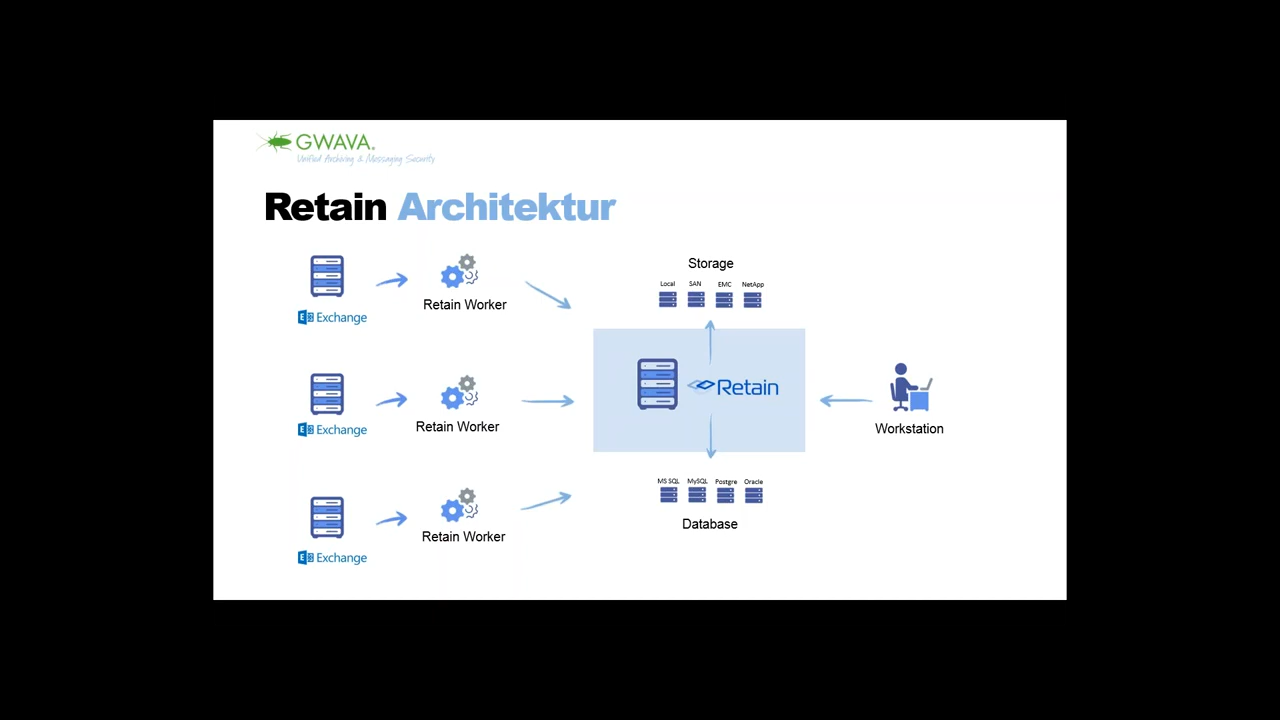 GWAVA.
Unified Archiving & Messaging Security
Retain Architektur
Exchange
Retain Worker
Exchange
Retain Worker
Exchange
Retain Worker
Storage
Local SAN EMC NetApp
Retain
MS SQL MySQL Postgre Oracle
Database
Workstation